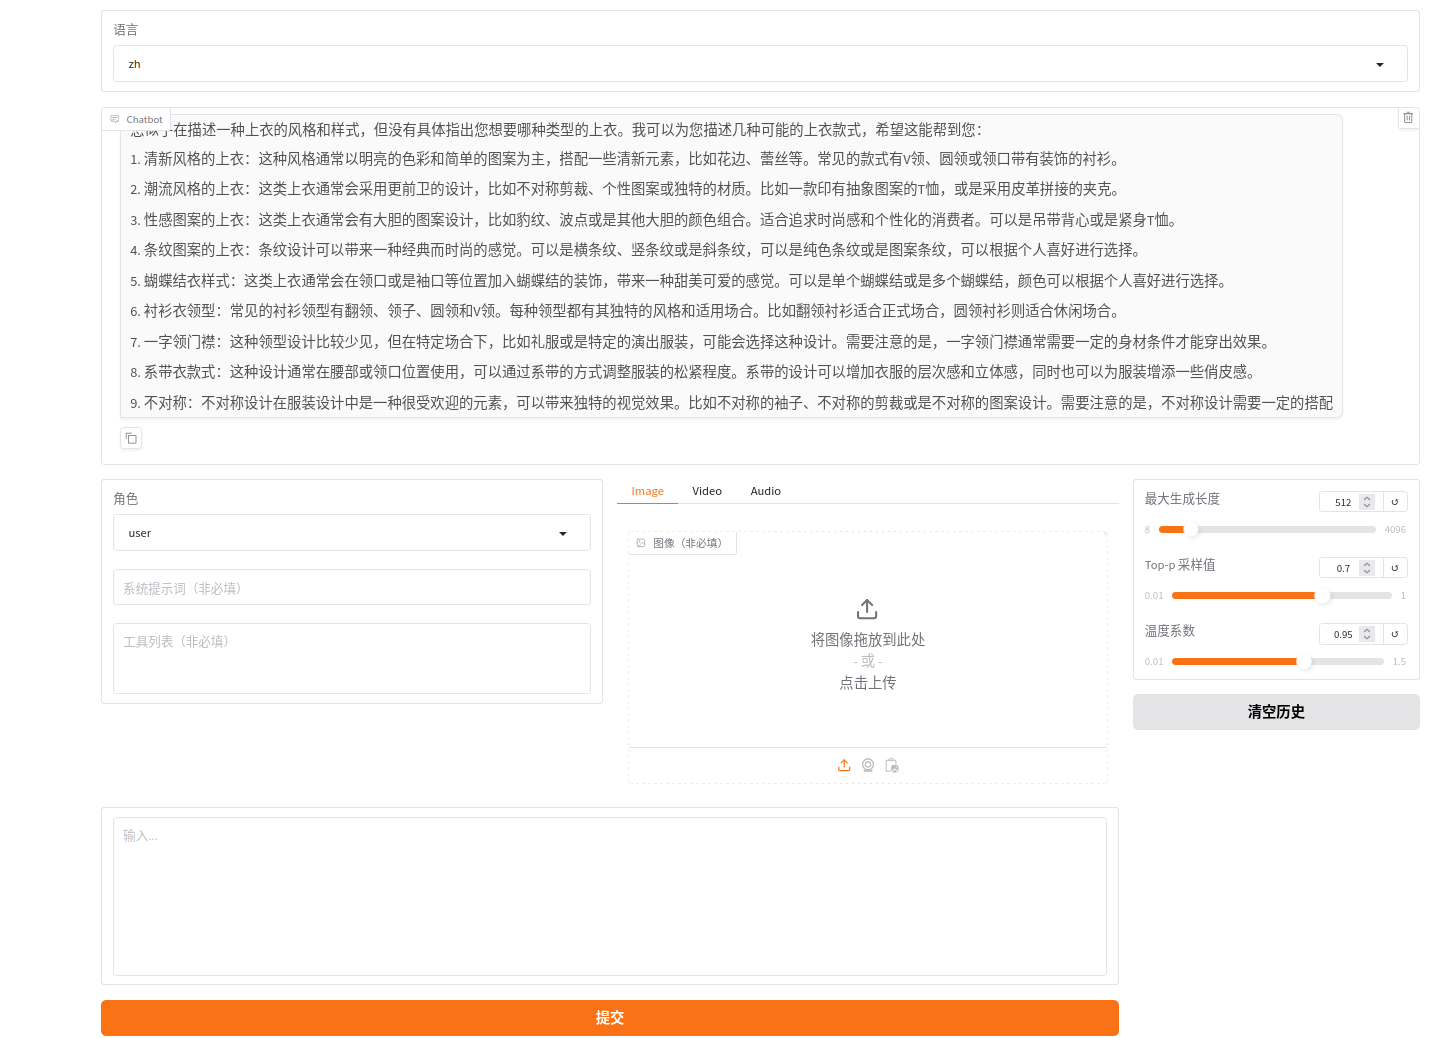 语言
zh
Chatbot
您似乎在描述一种上衣的风格和样式，但没有具体指出您想要哪种类型的上衣。我可以为您描述几种可能的上衣款式，希望这能帮到您：
1. 清新风格的上衣：这种风格通常以明亮的色彩和简单的图案为主，搭配一些清新元素，比如花边、蕾丝等。常见的款式有V领、圆领或领口带有装饰的衬衫。
2. 潮流风格的上衣：这类上衣通常会采用更前卫的设计，比如不对称剪裁、个性图案或独特的材质。比如一款印有抽象图案的T恤，或是采用皮革拼接的夹克。
3. 性感图案的上衣：这类上衣通常会有大胆的图案设计，比如豹纹、波点或是其他大胆的颜色组合。适合追求时尚感和个性化的消费者。可以是吊带背心或是紧身T恤。
4. 条纹图案的上衣：条纹设计可以带来一种经典而时尚的感觉。可以是横条纹、竖条纹或是斜条纹，可以是纯色条纹或是图案条纹，可以根据个人喜好进行选择。
5. 蝴蝶结衣样式：这类上衣通常会在领口或是袖口等位置加入蝴蝶结的装饰，带来一种甜美可爱的感觉。可以是单个蝴蝶结或是多个蝴蝶结，颜色可以根据个人喜好进行选择。
6. 衬衫衣领型：常见的衬衫领型有翻领、领子、圆领和V领。每种领型都有其独特的风格和适用场合。比如翻领衬衫适合正式场合，圆领衬衫则适合休闲场合。
7. 一字领门襟：这种领型设计比较少见，但在特定场合下，比如礼服或是特定的演出服装，可能会选择这种设计。需要注意的是，一字领门襟通常需要一定的身材条件才能穿出效果。
8. 系带衣款式：这种设计通常在腰部或领口位置使用，可以通过系带的方式调整服装的松紧程度。系带的设计可以增加衣服的层次感和立体感，同时也可以为服装增添一些俏皮感。
9. 不对称：不对称设计在服装设计中是一种很受欢迎的元素，可以带来独特的视觉效果。比如不对称的袖子、不对称的剪裁或是不对称的图案设计。需要注意的是，不对称设计需要一定的搭配
角色
user
系统提示词（非必填）
工具列表（非必填）
Image Video Audio
图像（非必填）
将图像拖放到此处
- 或 -
点击上传
最大生成长度
512
8 4096
Top-p 采样值
0.7
0.01 1
温度系数
0.95
0.01 1.5
清空历史
输入...
提交